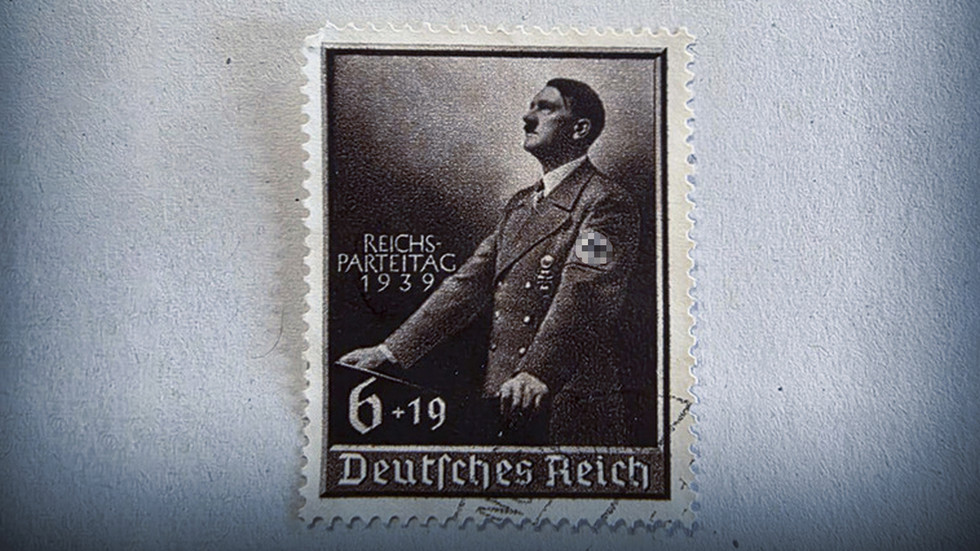 REICHS-
PARTEITAG
1939
6+19
Deutſches Reich